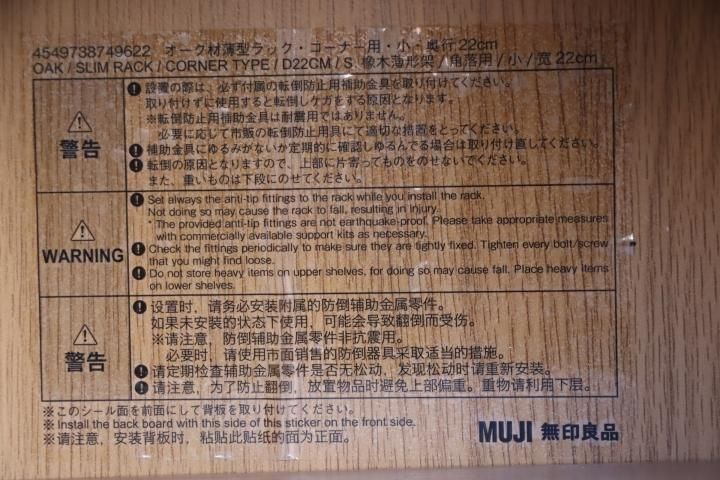 4549738749622 オーク材薄型ラック・コーナー用・小・奥行22cm
OAK / SLIM RACK / CORNER TYPE / D22CM / S 橡木薄形架 / 角落用 / 小 / 宽 22cm
警告
設置の際は、必ず付属の転倒防止用補助金具を取り付けてください。
取り付けずに使用すると転倒しケガをする原因となります。
※転倒防止用補助金具は耐震用ではありません。
必要に応じて市販の転倒防止用具にて適切な措置をとってください。
補助金具にゆるみがないか定期的に確認しゆるんでる場合は取り付け直してください。
転倒の原因となりますので、上部に片寄ってものをのせないでください。
また、重いものは下段にのせてください。
WARNING
Set always the anti-tip fittings to the rack while you install the rack.
Not doing so may cause the rack to fall, resulting in injury.
* The provided anti-tip fittings are not earthquake-proof. Please take appropriate measures
with commercially available support kits as necessary.
Check the fittings periodically to make sure they are tightly fixed. Tighten every bolt/screw
that you might find loose.
Do not store heavy items on upper shelves, for doing so may cause fall. Place heavy items
on lower shelves.
警告
设置时，请务必安装附属的防倒辅助金属零件。
如果未安装的状态下使用，可能会导致翻倒而受伤。
※请注意，防倒辅助金属零件非抗震用。
必要时，请使用市面销售的防倒器具采取适当的措施。
请定期检查辅助金属零件是否无松动，发现松动时请重新安装。
请注意，为了防止翻倒，放置物品时避免上部偏重。重物请利用下层。
※このシール面を前面にして背板を取り付けてください。
※Install the back board with this side of this sticker on the front side.
※请注意，安装背板时，粘贴此贴纸的面为正面。
MUJI 無印良品